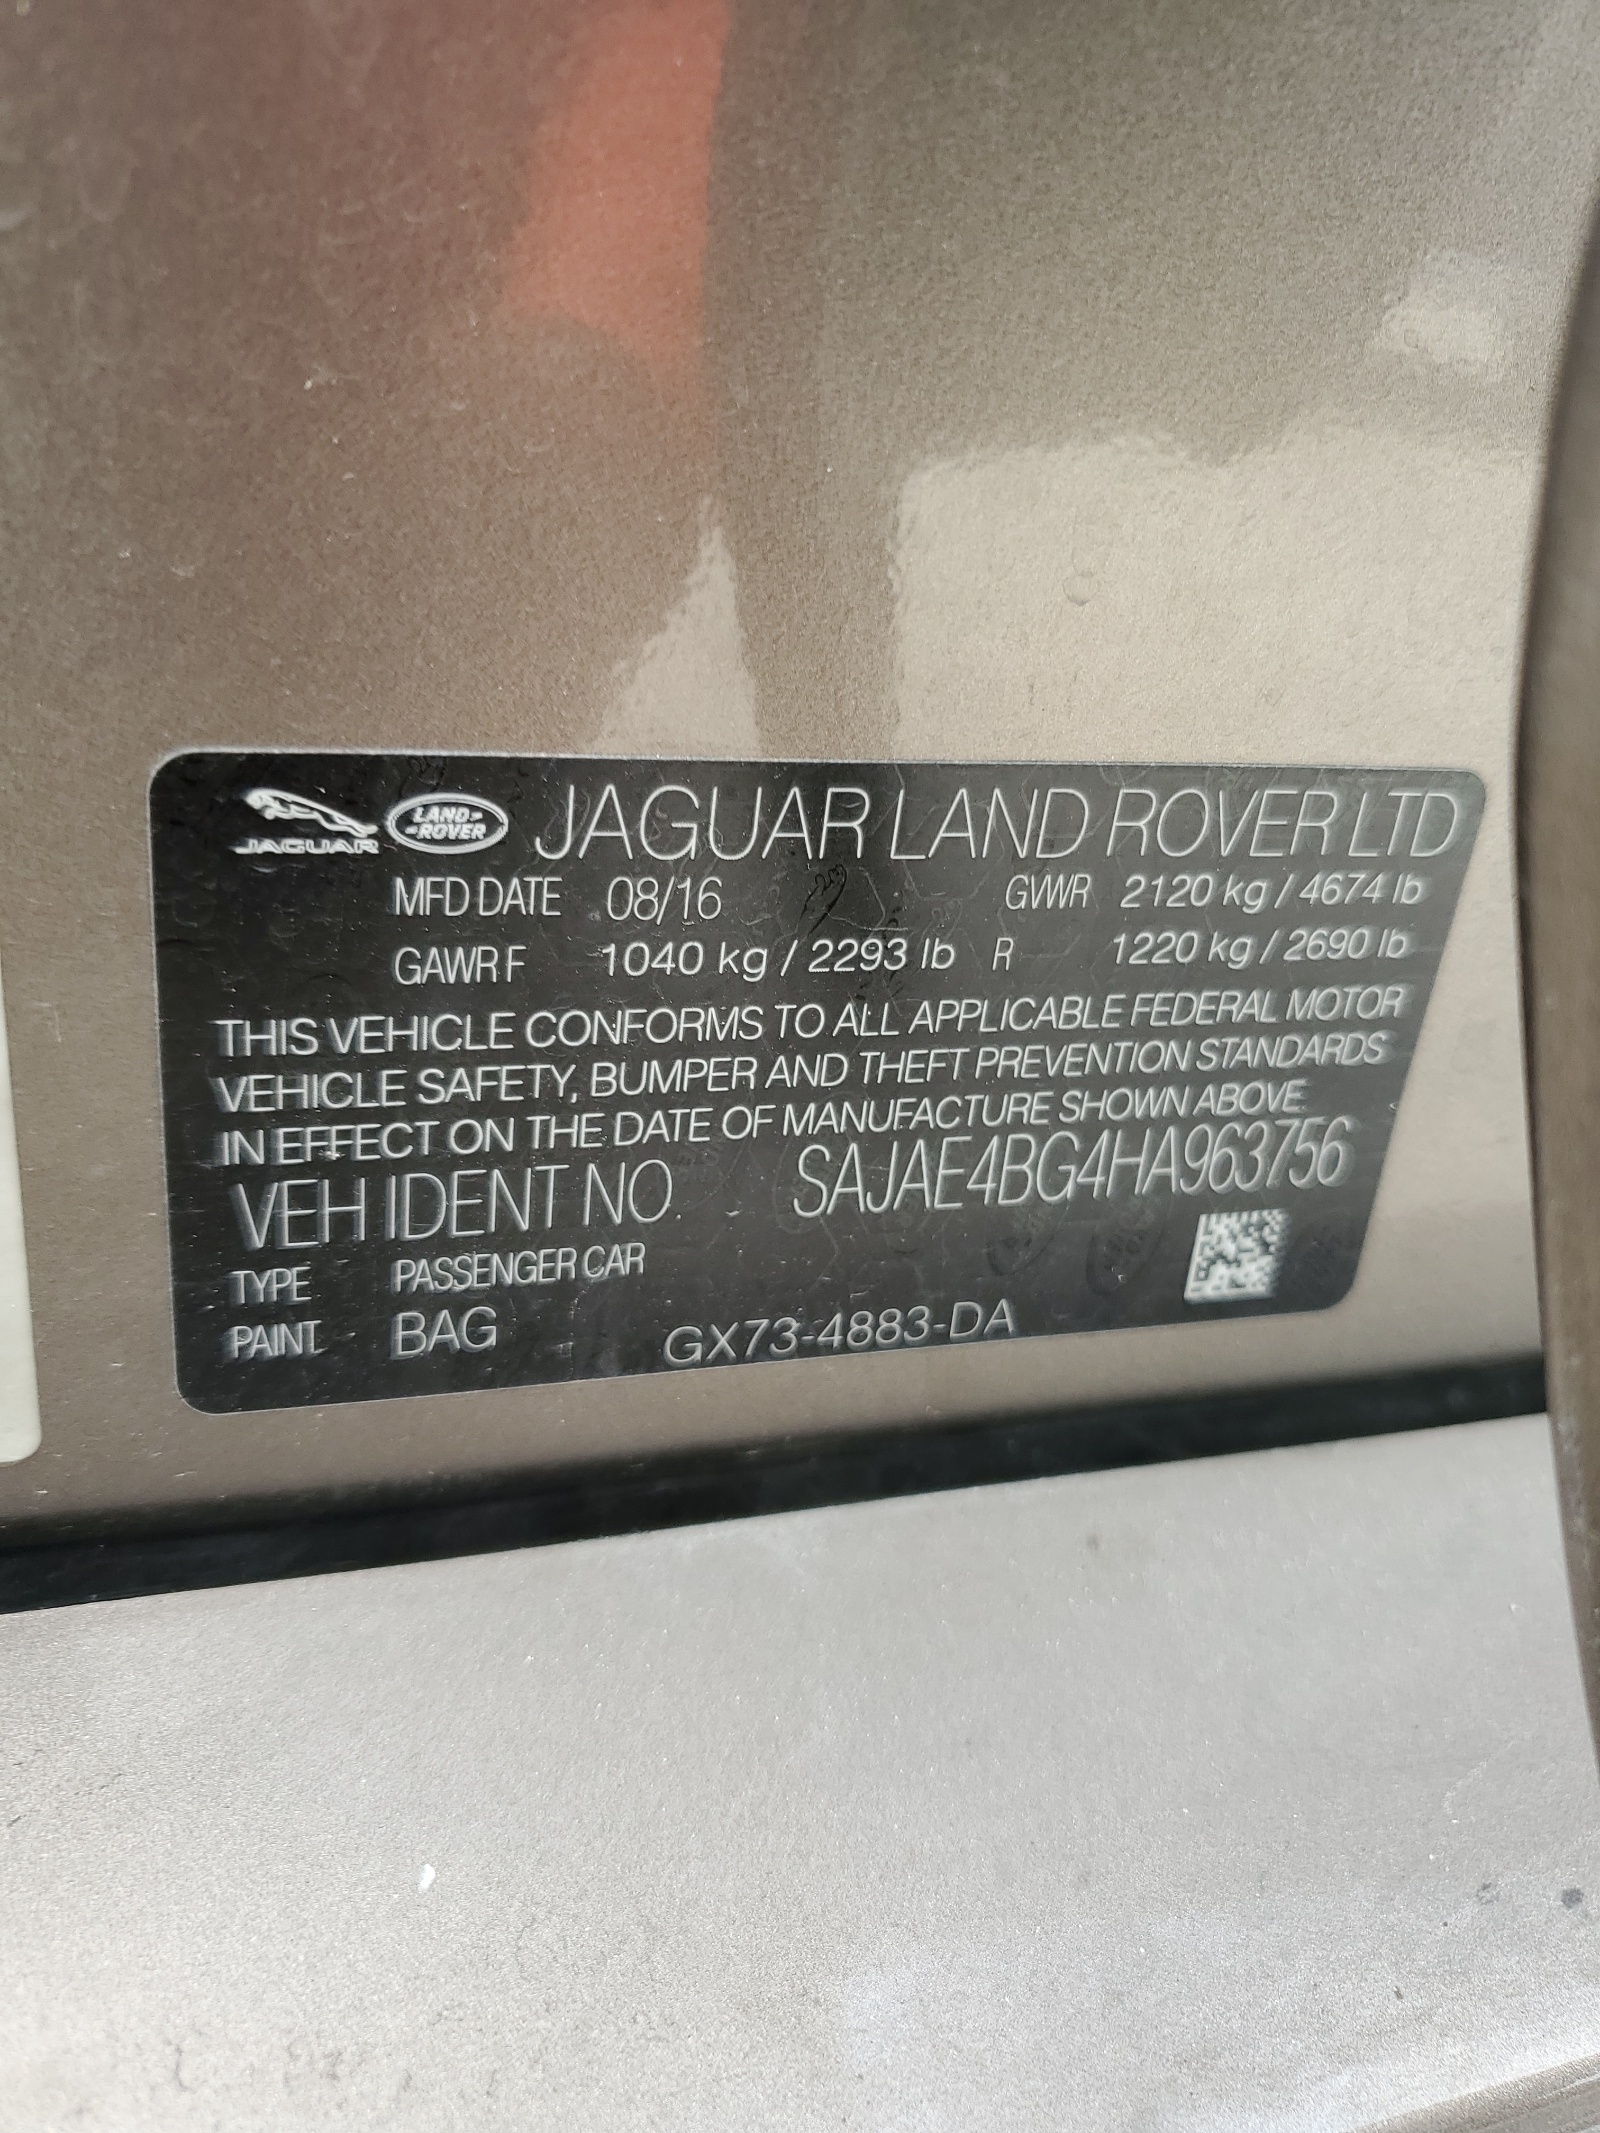 JAGUAR LAND ROVER JAGUAR LAND ROVER LTD
MFD DATE 08/16 GVWR 2120 kg / 4674 lb
GAWR F 1040 kg / 2293 lb R 1220 kg / 2690 lb
THIS VEHICLE CONFORMS TO ALL APPLICABLE FEDERAL MOTOR
VEHICLE SAFETY, BUMPER AND THEFT PREVENTION STANDARDS
IN EFFECT ON THE DATE OF MANUFACTURE SHOWN ABOVE
VEH IDENT NO. SAJAE4BG4HA963756
TYPE PASSENGER CAR
PAINT. BAG GX73-4883-DA